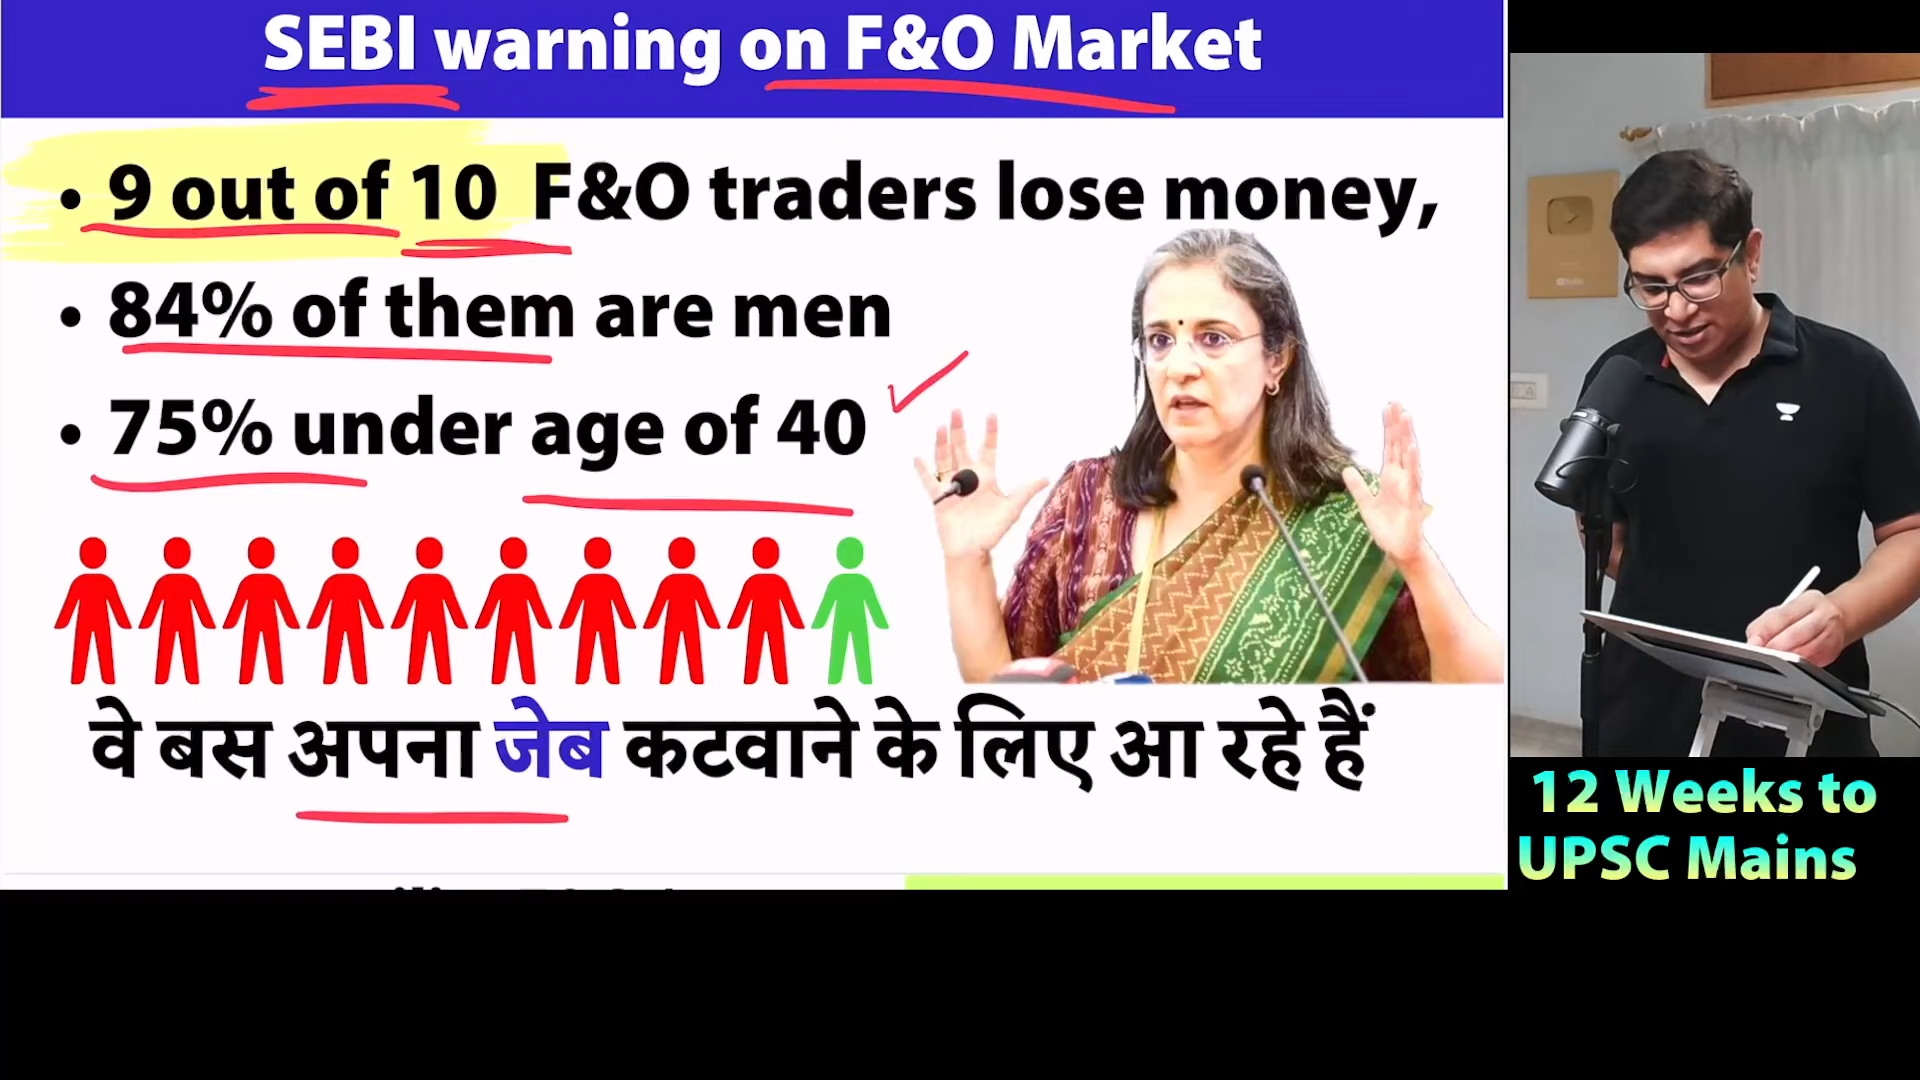 SEBI warning on F&O Market
• 9 out of 10 F&O traders lose money,
• 84% of them are men
• 75% under age of 40
वे बस अपना जेब कटवाने के लिए आ रहे हैं
12 Weeks to
UPSC Mains